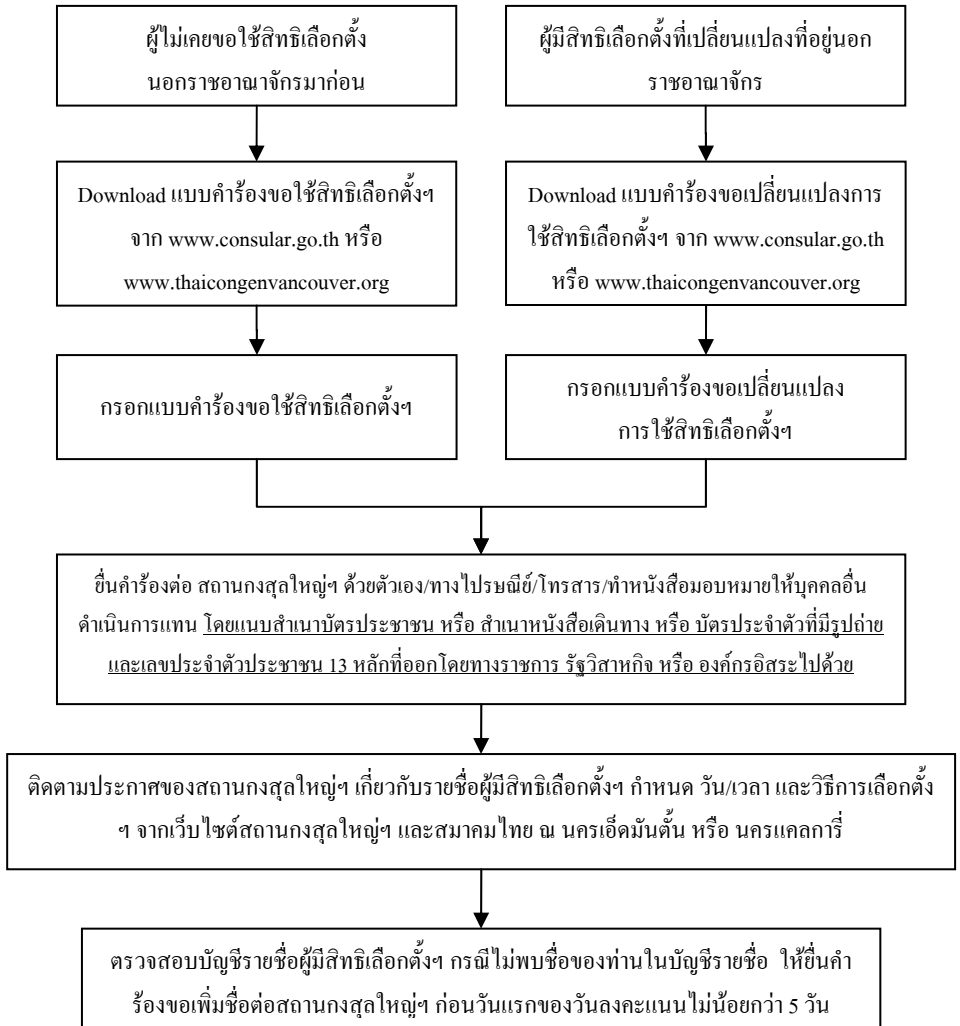 ผู้ไม่เคยขอใช้สิทธิเลือกตั้ง
นอกราชอาณาจักรมาก่อน
ผู้มีสิทธิเลือกตั้งที่เปลี่ยนแปลงที่อยู่นอก
ราชอาณาจักร
Download แบบคำร้องขอใช้สิทธิเลือกตั้งฯ
จาก www.consular.go.th หรือ
www.thaicongenvancouver.org
Download แบบคำร้องขอเปลี่ยนแปลงการ
ใช้สิทธิเลือกตั้งฯ จาก www.consular.go.th
หรือ www.thaicongenvancouver.org
กรอกแบบคำร้องขอใช้สิทธิเลือกตั้งฯ
กรอกแบบคำร้องขอเปลี่ยนแปลง
การใช้สิทธิเลือกตั้งฯ
ยื่นคำร้องต่อ สถานกงสุลใหญ่ฯ ด้วยตัวเอง/ทางไปรษณีย์/โทรสาร/ทำหนังสือมอบหมายให้บุคคลอื่น
ดำเนินการแทน โดยแนบสำเนาบัตรประชาชน หรือ สำเนาหนังสือเดินทาง หรือ บัตรประจำตัวที่มีรูปถ่าย
และเลขประจำตัวประชาชน 13 หลักที่ออกโดยทางราชการ รัฐวิสาหกิจ หรือ องค์กรอิสระไปด้วย
ติดตามประกาศของสถานกงสุลใหญ่ฯ เกี่ยวกับรายชื่อผู้มีสิทธิเลือกตั้งฯ กำหนด วัน/เวลา และวิธีการเลือกตั้ง
ฯ จากเว็บไซต์สถานกงสุลใหญ่ฯ และสมาคมไทย ณ นครเอ็ดมันตั้น หรือ นครแคลการี่
ตรวจสอบบัญชีรายชื่อผู้มีสิทธิเลือกตั้งฯ กรณีไม่พบชื่อของท่านในบัญชีรายชื่อ ให้ยื่นคำ
ร้องขอเพิ่มชื่อต่อสถานกงสุลใหญ่ฯ ก่อนวันแรกของวันลงคะแนนไม่น้อยกว่า 5 วัน